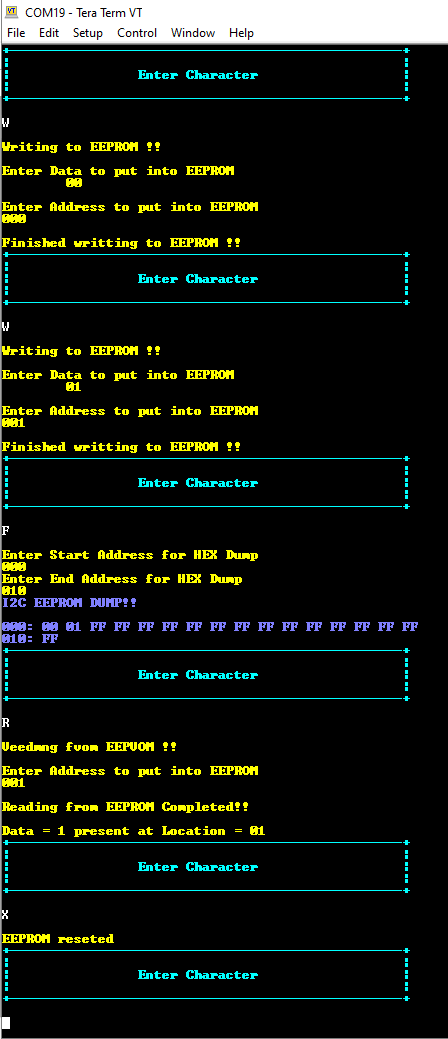 COM19 - Tera Term VT
File Edit Setup Control Window Help
Enter Character
W
Writing to EEPROM !!
Enter Data to put into EEPROM
00
Enter Address to put into EEPROM
000
Finished writting to EEPROM !!
Enter Character
W
Writing to EEPROM !!
Enter Data to put into EEPROM
01
Enter Address to put into EEPROM
001
Finished writting to EEPROM !!
Enter Character
F
Enter Start Address for HEX Dump
000
Enter End Address for HEX Dump
010
I2C EEPROM DUMP!!
000: 00 01 FF FF FF FF FF FF FF FF FF FF FF FF FF FF
010: FF
Enter Character
R
Veedmng fvom EEPVOM !!
Enter Address to put into EEPROM
001
Reading from EEPROM Completed!!
Data = 1 present at Location = 01
Enter Character
X
EEPROM reseted
Enter Character